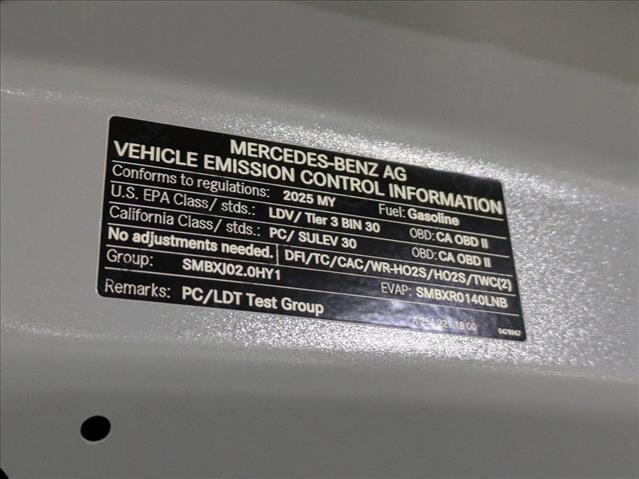 MERCEDES-BENZ AG
VEHICLE EMISSION CONTROL INFORMATION
Conforms to regulations: 2025 MY Fuel: Gasoline
U.S. EPA Class/ stds.: LDV/ Tier 3 BIN 30 OBD: CA OBD II
California Class/ stds.: PC/ SULEV 30 OBD: CA OBD II
No adjustments needed. DFI/TC/CAC/WR-HO2S/HO2S/TWC(2)
Group: SMBXJ02.0HY1 EVAP: SMBXR0140LNB
Remarks: PC/LDT Test Group
221 18 00